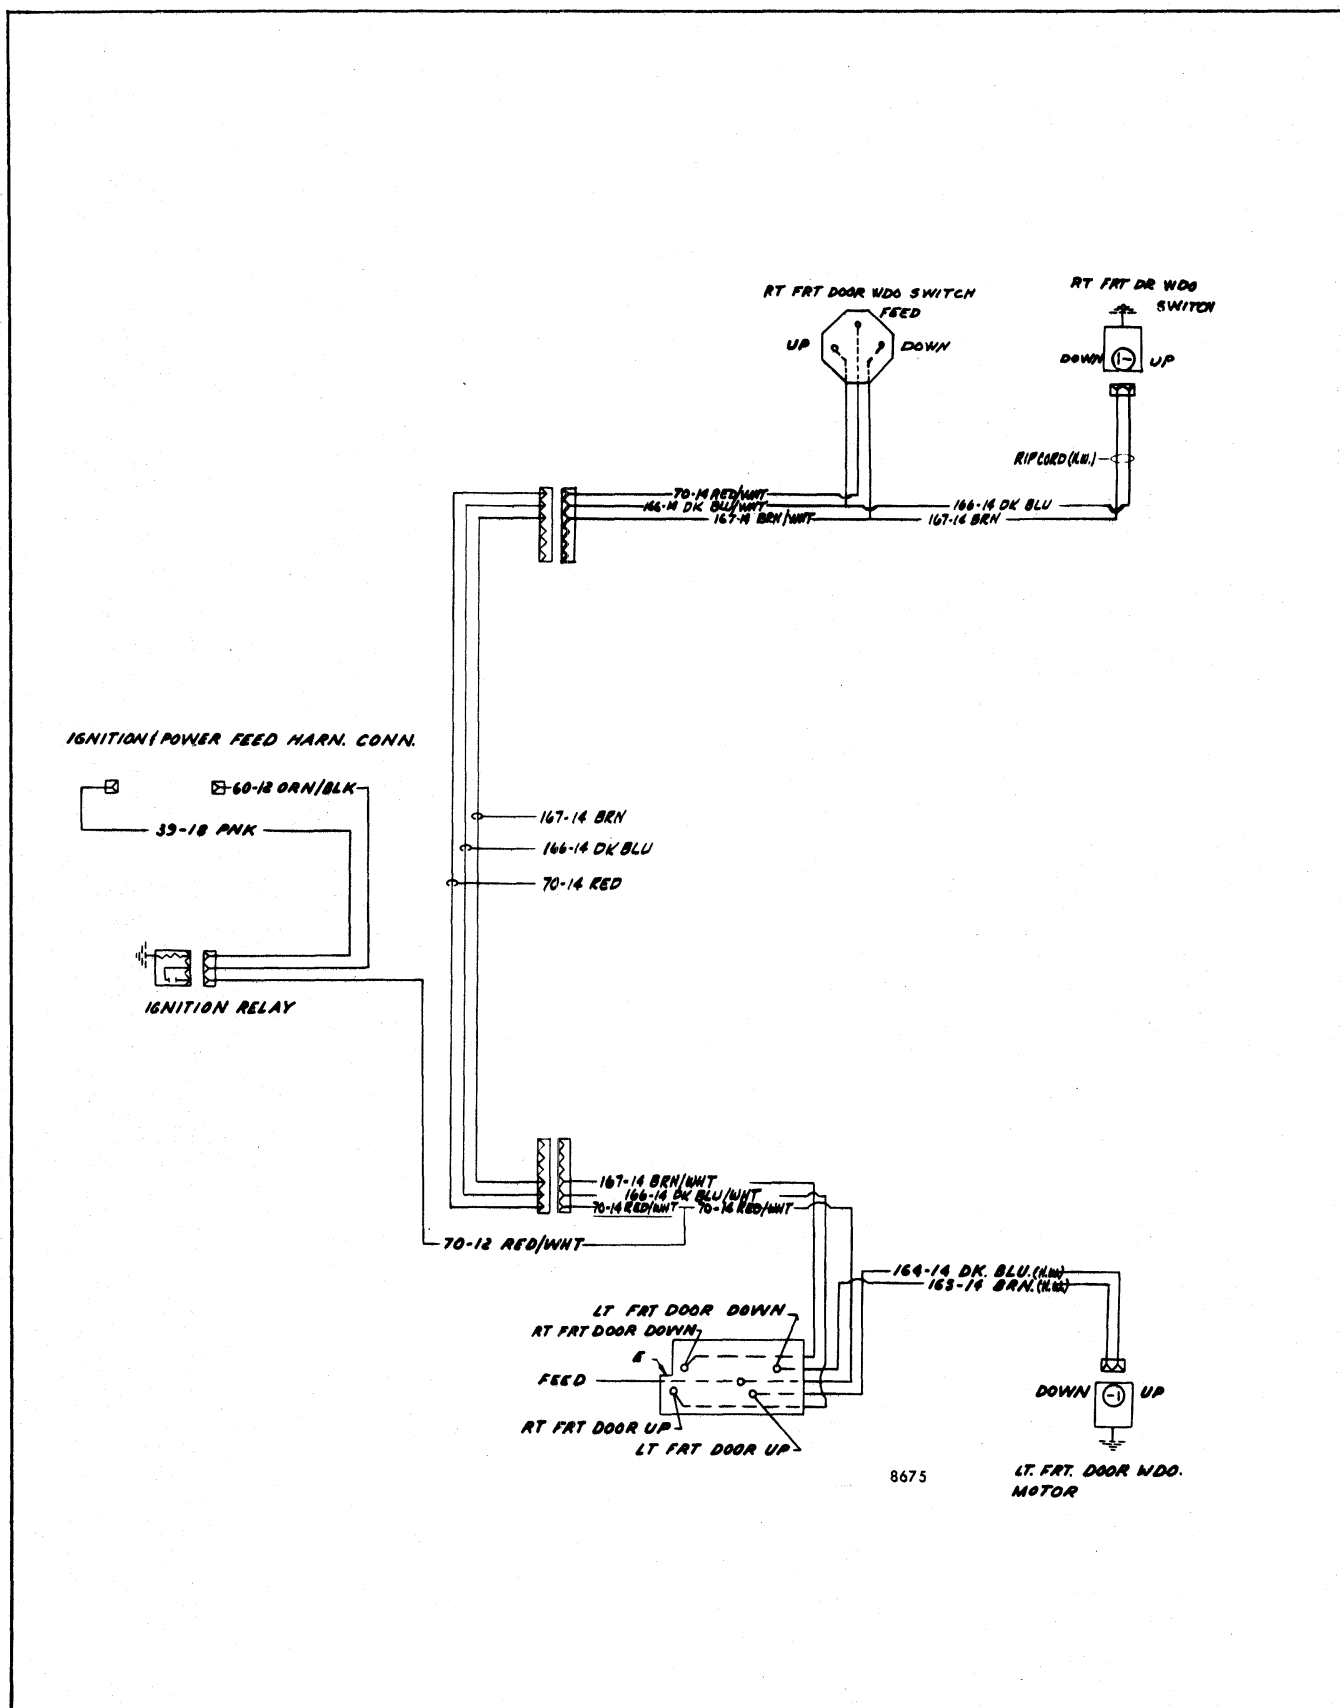 RT FRT DOOR WDO SWITCH
FEED
UP
DOWN
RT FRT DR WDO
SWITCH
DOWN
UP
RIPCORD (N.W.)
70-14 RED/WHT
166-14 DK BLU/WHT
167-14 BRN/WHT
166-14 DK BLU
167-14 BRN
IGNITION & POWER FEED HARN. CONN.
60-12 ORN/BLK
39-18 PNK
167-14 BRN
166-14 DK BLU
70-14 RED
IGNITION RELAY
167-14 BRN/WHT
166-14 DK BLU/WHT
70-14 RED/WHT 70-14 RED/WHT
70-12 RED/WHT
164-14 DK. BLU. (N.W.)
165-14 BRN. (N.W.)
LT FRT DOOR DOWN
RT FRT DOOR DOWN
E
FEED
RT FRT DOOR UP
LT FRT DOOR UP
DOWN
UP
8675
LT. FRT. DOOR WDO.
MOTOR